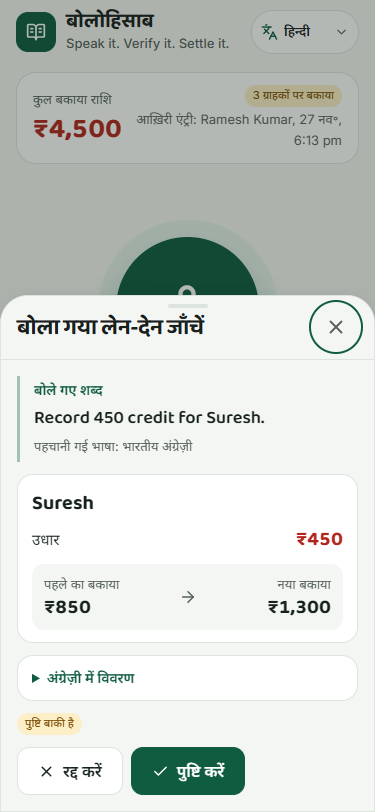 बोलोहिसाब
Speak it. Verify it. Settle it.
हिन्दी
कुल बकाया राशि
₹4,500
3 ग्राहकों पर बकाया
आख़िरी एंट्री: Ramesh Kumar, 27 नव॰,
6:13 pm
बोला गया लेन-देन जाँचें
बोले गए शब्द
Record 450 credit for Suresh.
पहचानी गई भाषा: भारतीय अंग्रेज़ी
Suresh
उधार
₹450
पहले का बकाया
₹850
नया बकाया
₹1,300
अंग्रेज़ी में विवरण
पुष्टि बाकी है
रद्द करें
पुष्टि करें